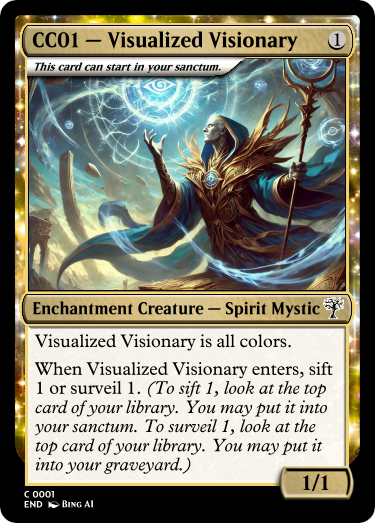 CC01 — Visualized Visionary 1
This card can start in your sanctum.
Enchantment Creature — Spirit Mystic
Visualized Visionary is all colors.
When Visualized Visionary enters, sift
1 or surveil 1. (To sift 1, look at the top
card of your library. You may put it into
your sanctum. To surveil 1, look at the
top card of your library. You may put it
into your graveyard.)
1/1
C 0001
END Bing AI